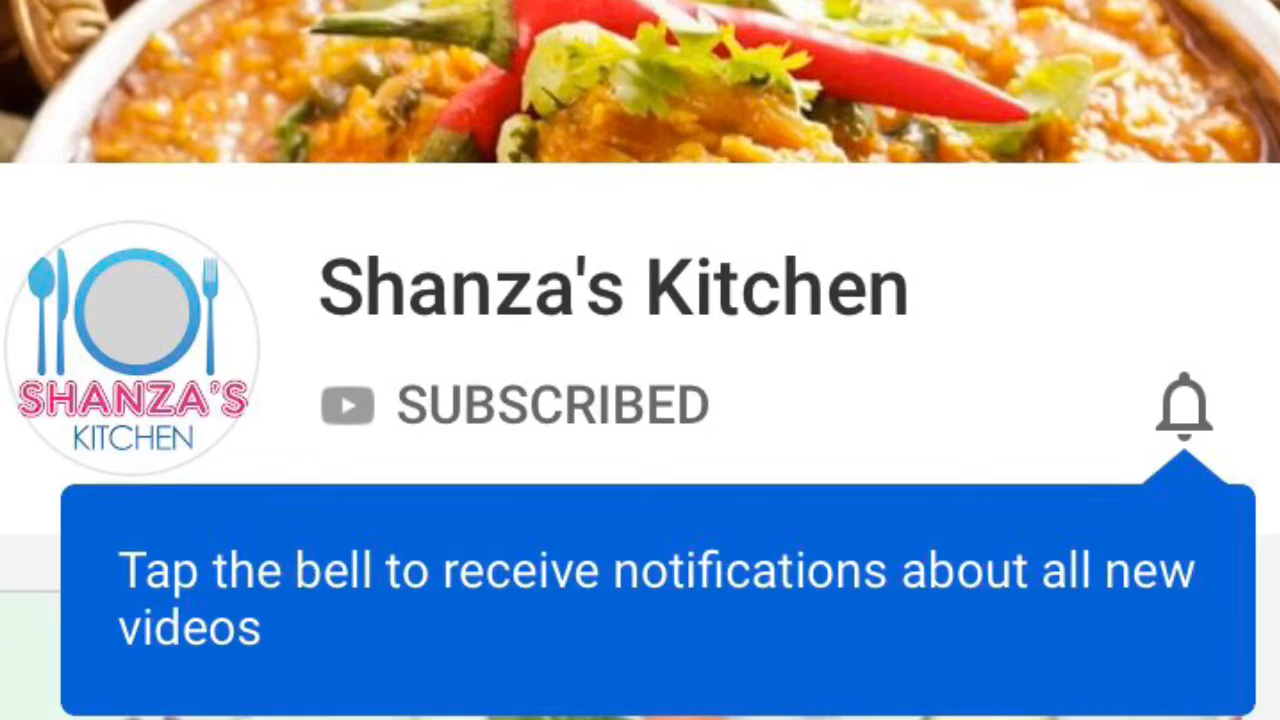 Shanza's Kitchen
SHANZA'S
KITCHEN
SUBSCRIBED
Tap the bell to receive notifications about all new
videos